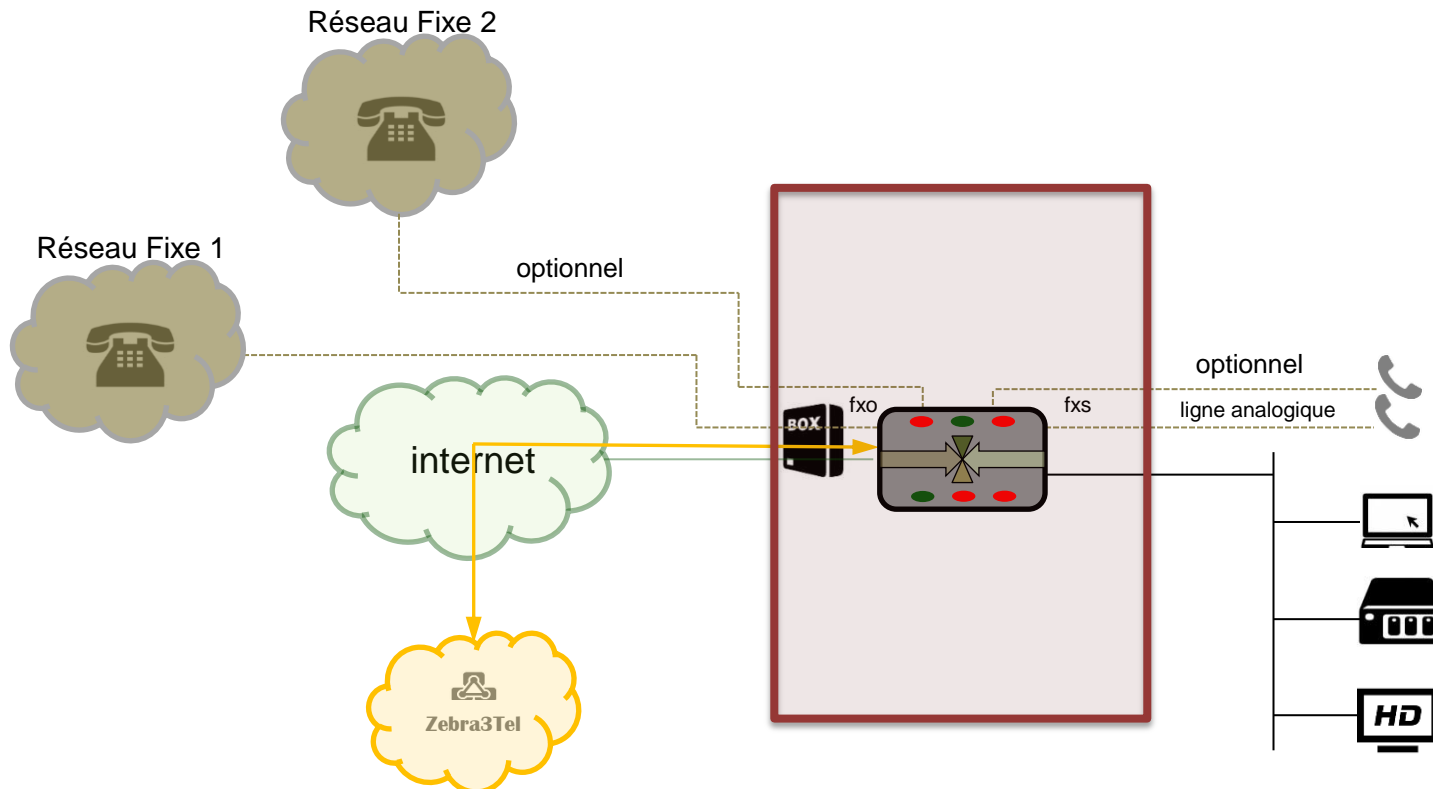 Réseau Fixe 2
Réseau Fixe 1
optionnel
optionnel
fxo
fxs
ligne analogique
BOX
internet
Zebra3Tel
HD